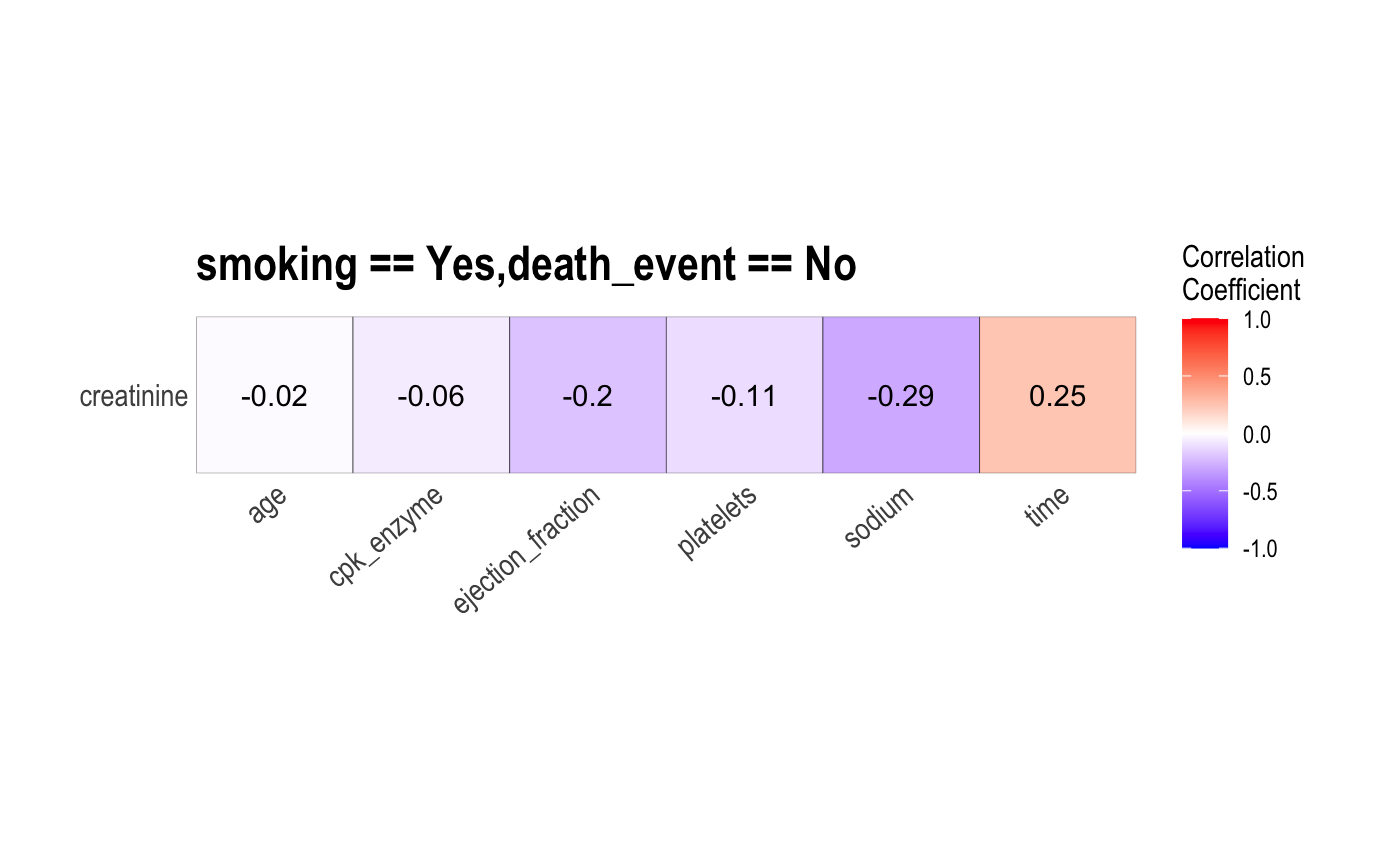 smoking == Yes,death_event == No
Correlation
Coefficient
1.0
0.5
0.0
-0.5
-1.0
creatinine
-0.02
-0.06
-0.2
-0.11
-0.29
0.25
age
cpk_enzyme
ejection_fraction
platelets
sodium
time